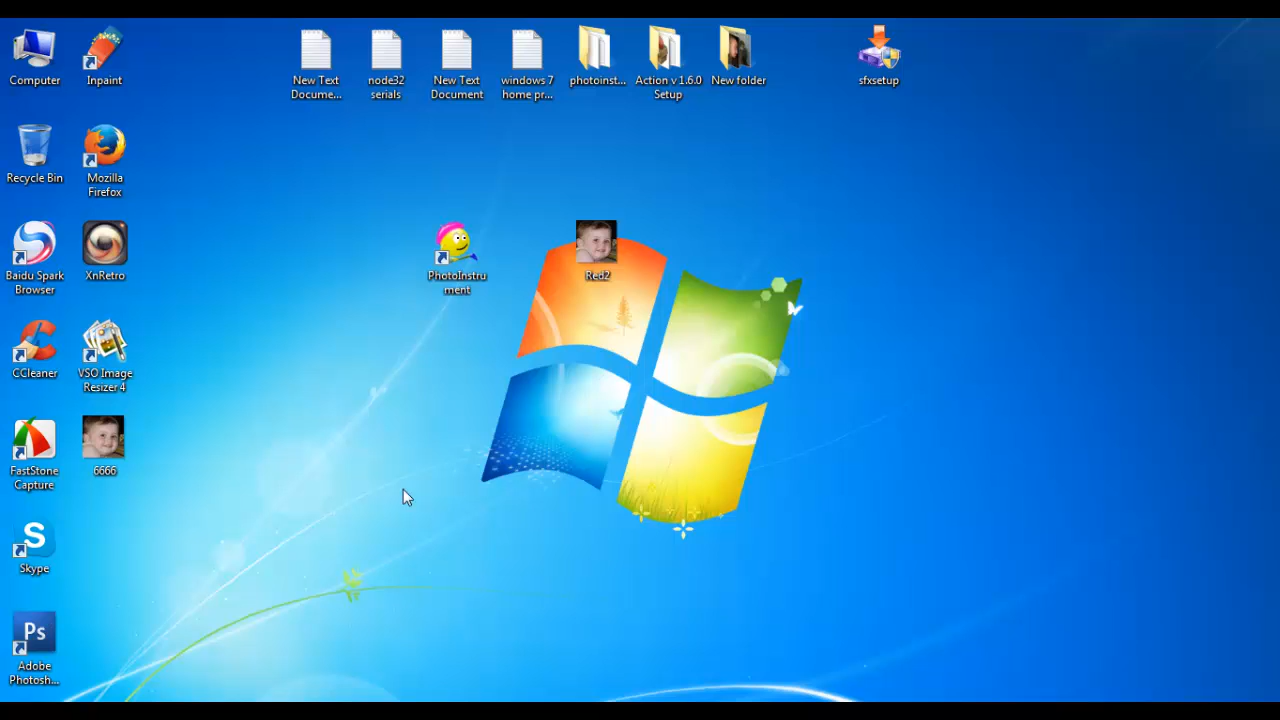 Computer
Inpaint
New Text
Docume...
node32
serials
New Text
Document
windows 7
home pr...
photoinst...
Action v 1.6.0
Setup
New folder
sfxsetup
Recycle Bin
Mozilla
Firefox
Baidu Spark
Browser
XnRetro
PhotoInstru
ment
Red2
CCleaner
VSO Image
Resizer 4
FastStone
Capture
6666
S
Skype
Ps
Adobe
Photosh...